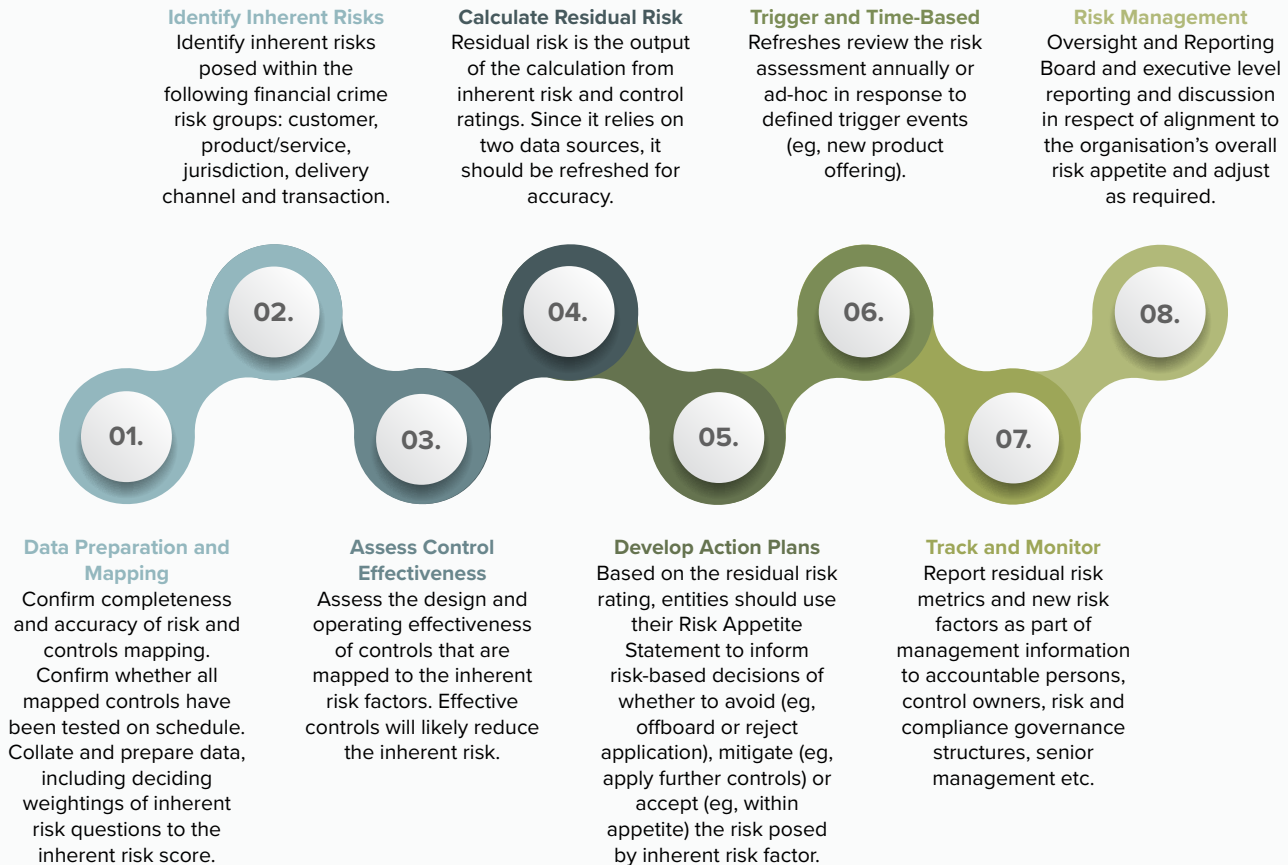 Identify Inherent Risks
Identify inherent risks
posed within the
following financial crime
risk groups: customer,
product/service,
jurisdiction, delivery
channel and transaction.
Calculate Residual Risk
Residual risk is the output
of the calculation from
inherent risk and control
ratings. Since it relies on
two data sources, it
should be refreshed for
accuracy.
Trigger and Time-Based
Refreshes review the risk
assessment annually or
ad-hoc in response to
defined trigger events
(eg, new product
offering).
Risk Management
Oversight and Reporting
Board and executive level
reporting and discussion
in respect of alignment to
the organisation’s overall
risk appetite and adjust
as required.
02.
04.
06.
08.
01.
03.
05.
07.
Data Preparation and
Mapping
Confirm completeness
and accuracy of risk and
controls mapping.
Confirm whether all
mapped controls have
been tested on schedule.
Collate and prepare data,
including deciding
weightings of inherent
risk questions to the
inherent risk score.
Assess Control
Effectiveness
Assess the design and
operating effectiveness
of controls that are
mapped to the inherent
risk factors. Effective
controls will likely reduce
the inherent risk.
Develop Action Plans
Based on the residual risk
rating, entities should use
their Risk Appetite
Statement to inform
risk-based decisions of
whether to avoid (eg,
offboard or reject
application), mitigate (eg,
apply further controls) or
accept (eg, within
appetite) the risk posed
by inherent risk factor.
Track and Monitor
Report residual risk
metrics and new risk
factors as part of
management information
to accountable persons,
control owners, risk and
compliance governance
structures, senior
management etc.